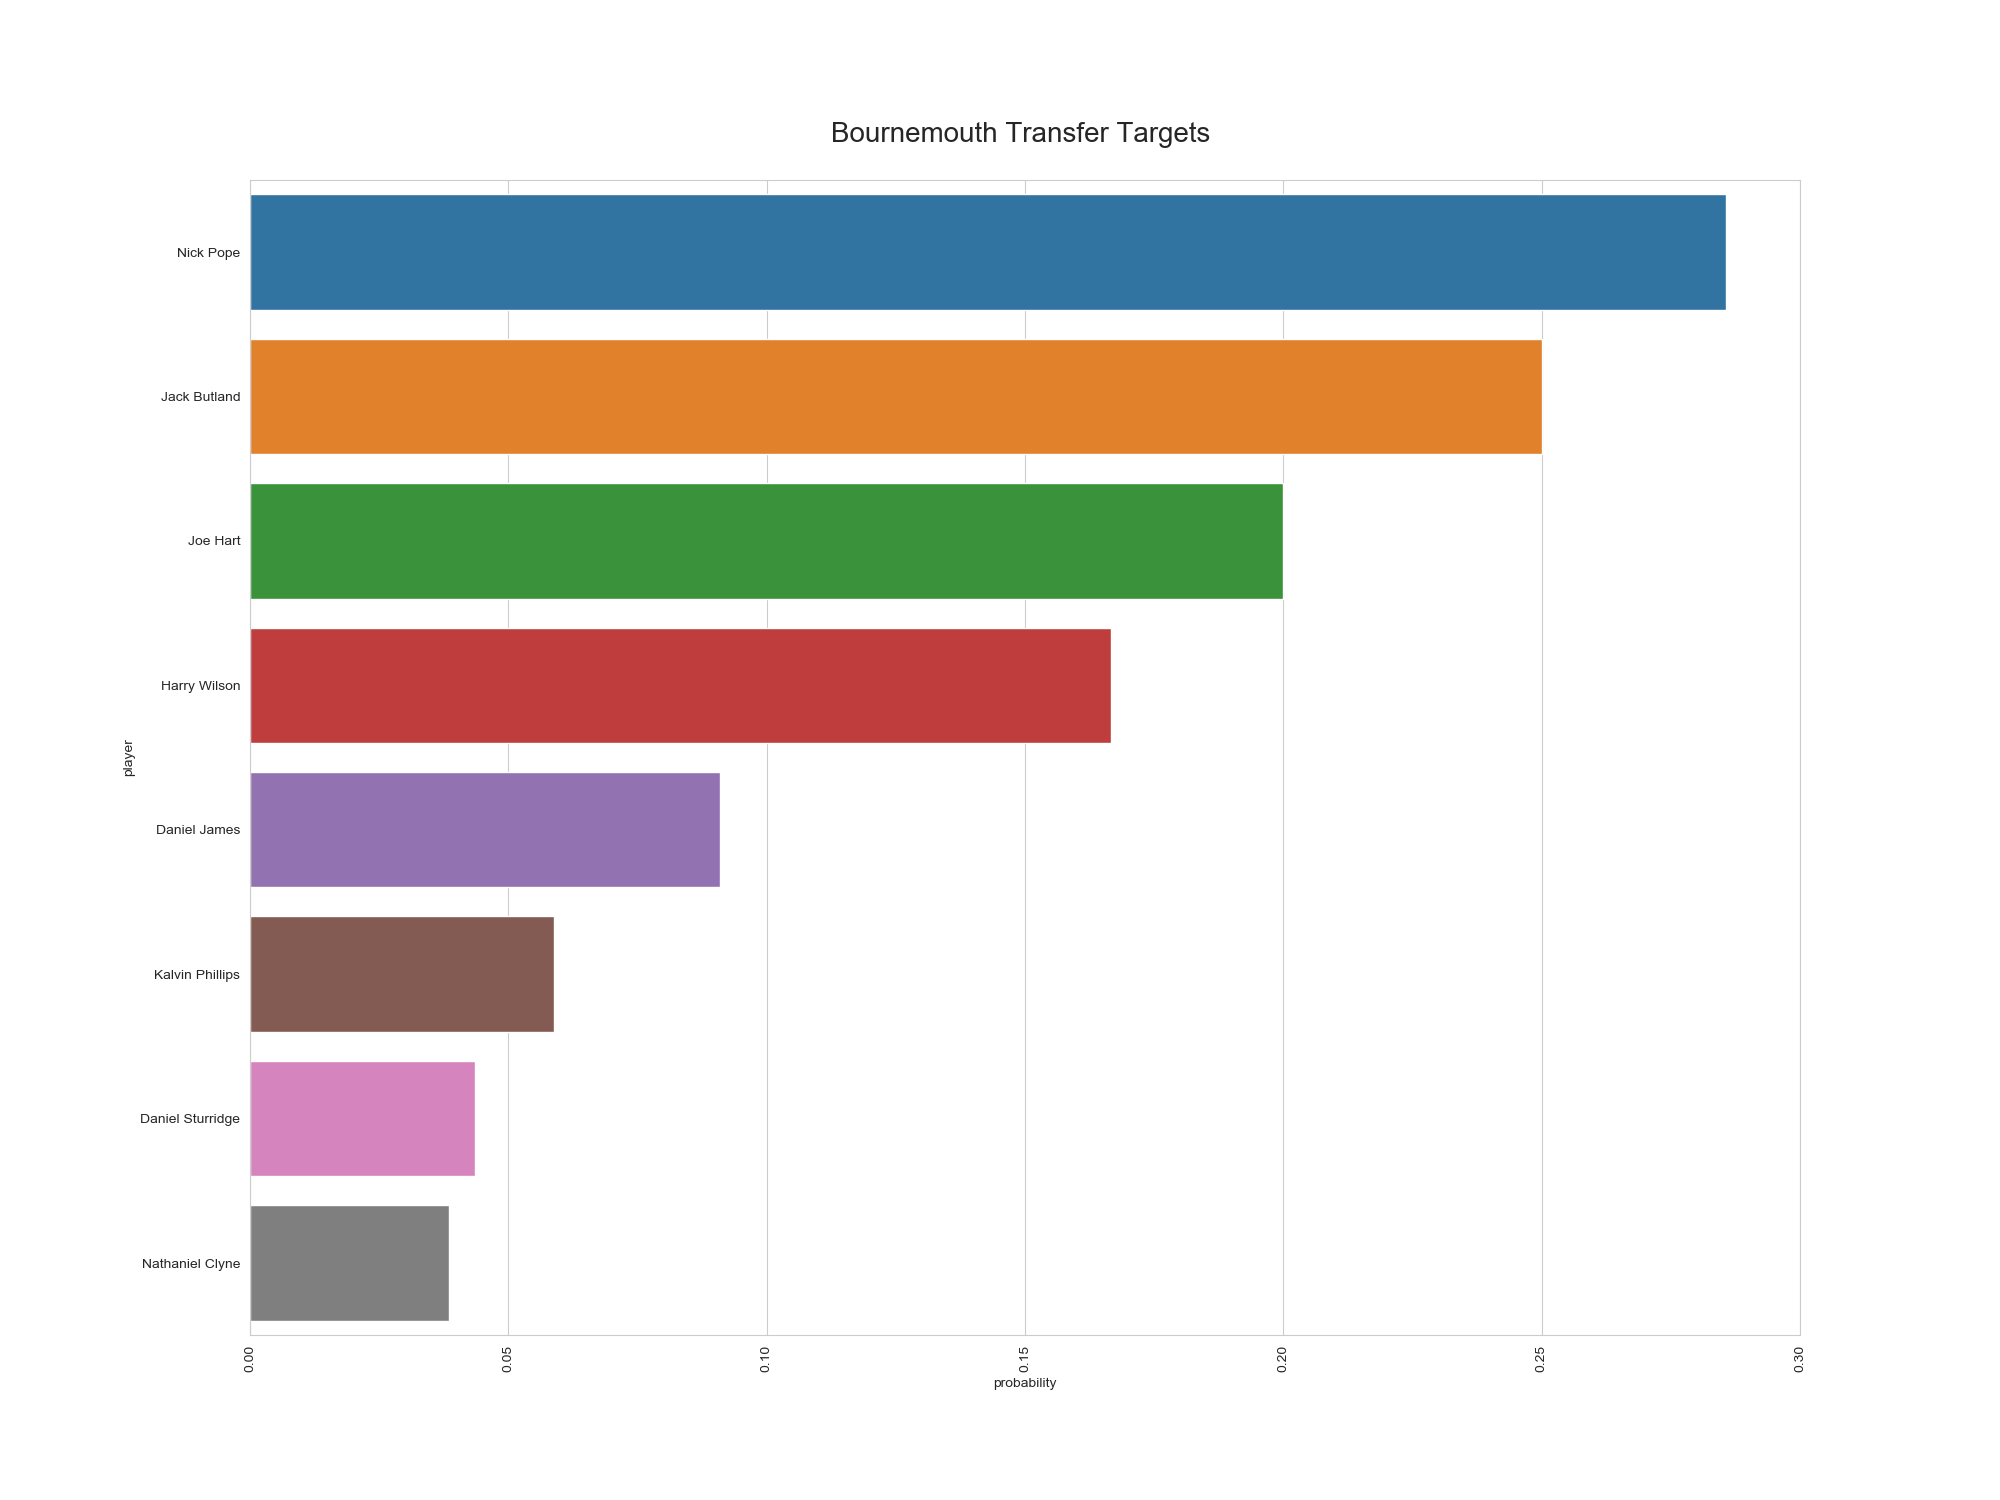 Bournemouth Transfer Targets
Nick Pope
Jack Butland
Joe Hart
Harry Wilson
player
Daniel James
Kalvin Phillips
Daniel Sturridge
Nathaniel Clyne
0.00 0.05 0.10 0.15 0.20 0.25 0.30
probability